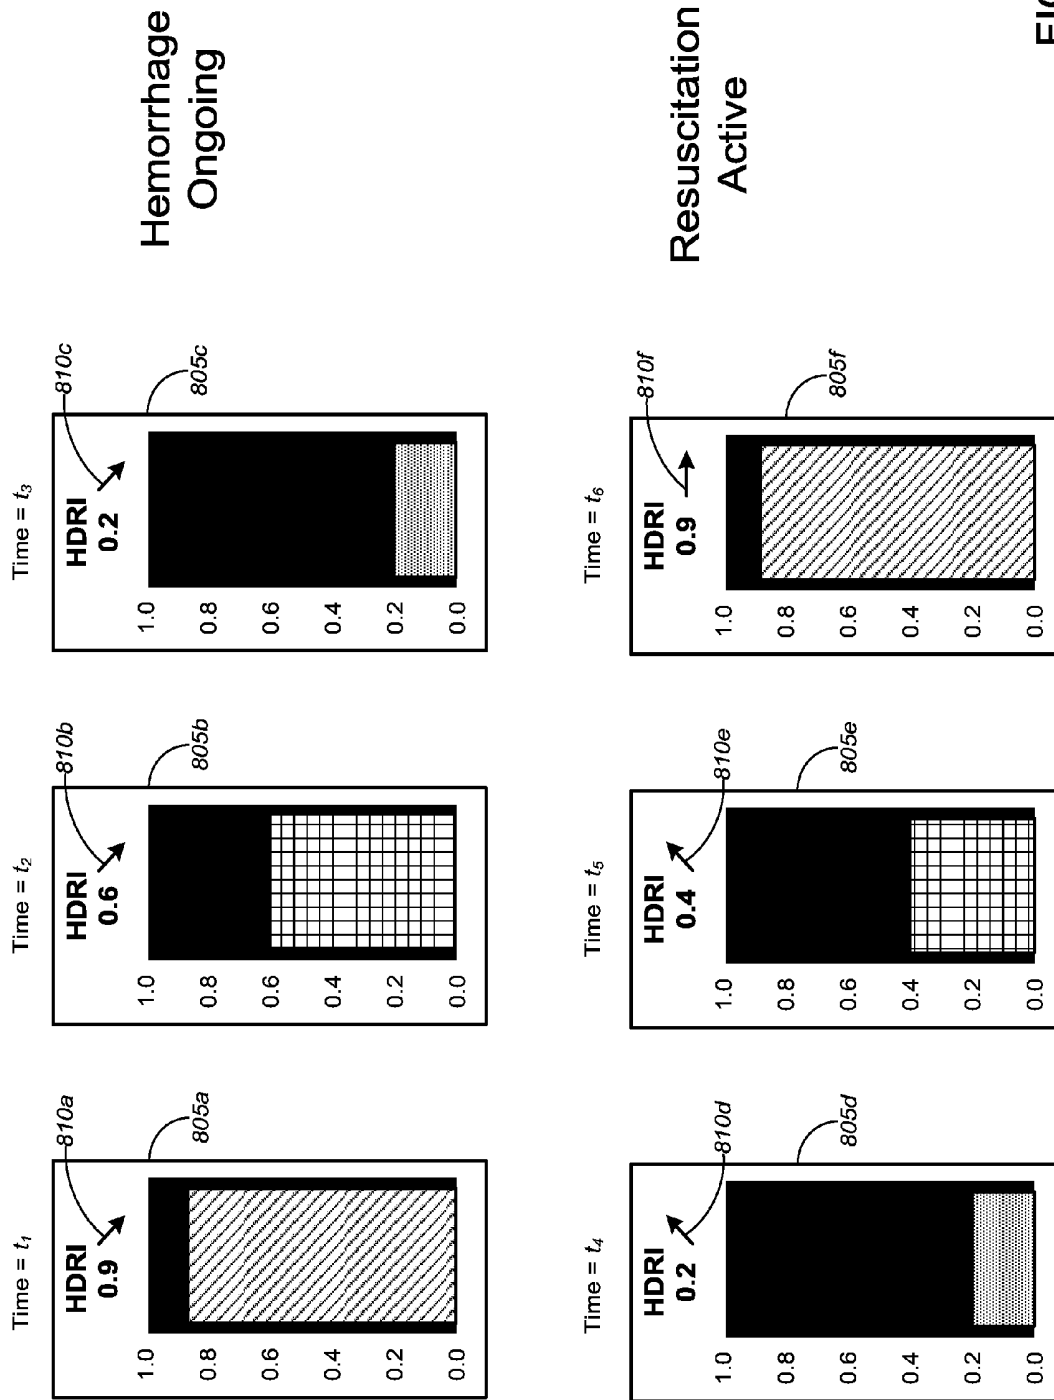 Time = t1
HDRI
0.9
810a
805a
1.0
0.8
0.6
0.4
0.2
0.0
Time = t2
HDRI
0.6
810b
805b
1.0
0.8
0.6
0.4
0.2
0.0
Time = t3
HDRI
0.2
810c
805c
1.0
0.8
0.6
0.4
0.2
0.0
Hemorrhage
Ongoing
Time = t4
HDRI
0.2
810d
805d
1.0
0.8
0.6
0.4
0.2
0.0
Time = t5
HDRI
0.4
810e
805e
1.0
0.8
0.6
0.4
0.2
0.0
Time = t6
HDRI
0.9
810f
805f
1.0
0.8
0.6
0.4
0.2
0.0
Resuscitation
Active